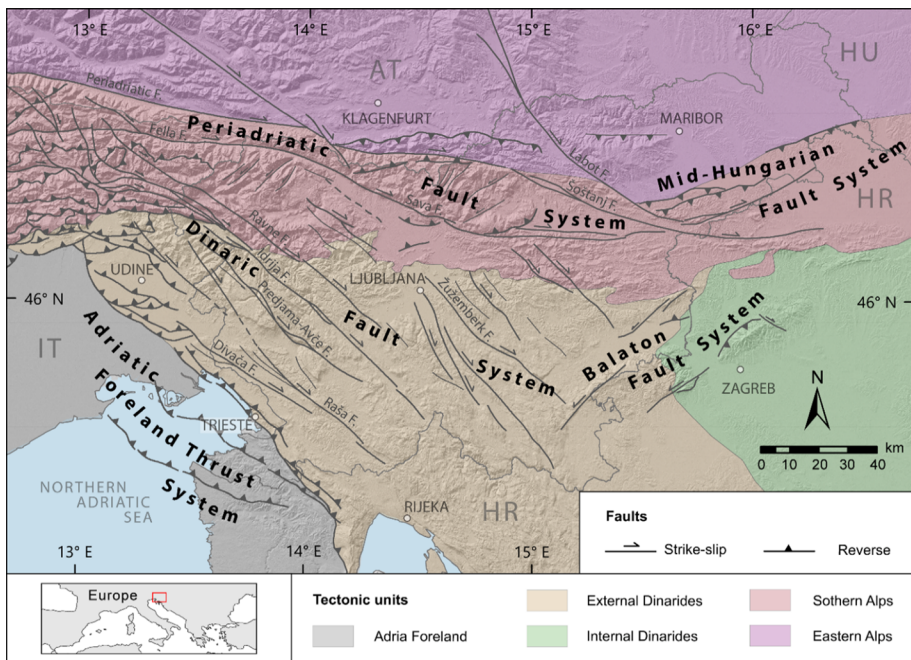 13° E
14° E
15° E
16° E
HU
AT
Periadriatic F.
KLAGENFURT
MARIBOR
Periadriatic
Fella F.
Labot F.
Mid-Hungarian
Fault System
Šoštanj F.
Fault
HR
Sava F.
System
Ravne F.
Dinaric
Idrija F.
UDINE
LJUBLJANA
46° N
46° N
Predjama-Avče F.
Žužemberk F.
Fault
Adriatic
IT
Balaton
Fault System
System
Divača F.
ZAGREB
N
Foreland Thrust
Raša F.
TRIESTE
km
0 10 20 30 40
NORTHERN
ADRIATIC
SEA
System
RIJEKA
HR
Faults
Strike-slip
Reverse
13° E
14° E
15° E
Europe
Tectonic units
External Dinarides
Sothern Alps
Adria Foreland
Internal Dinarides
Eastern Alps